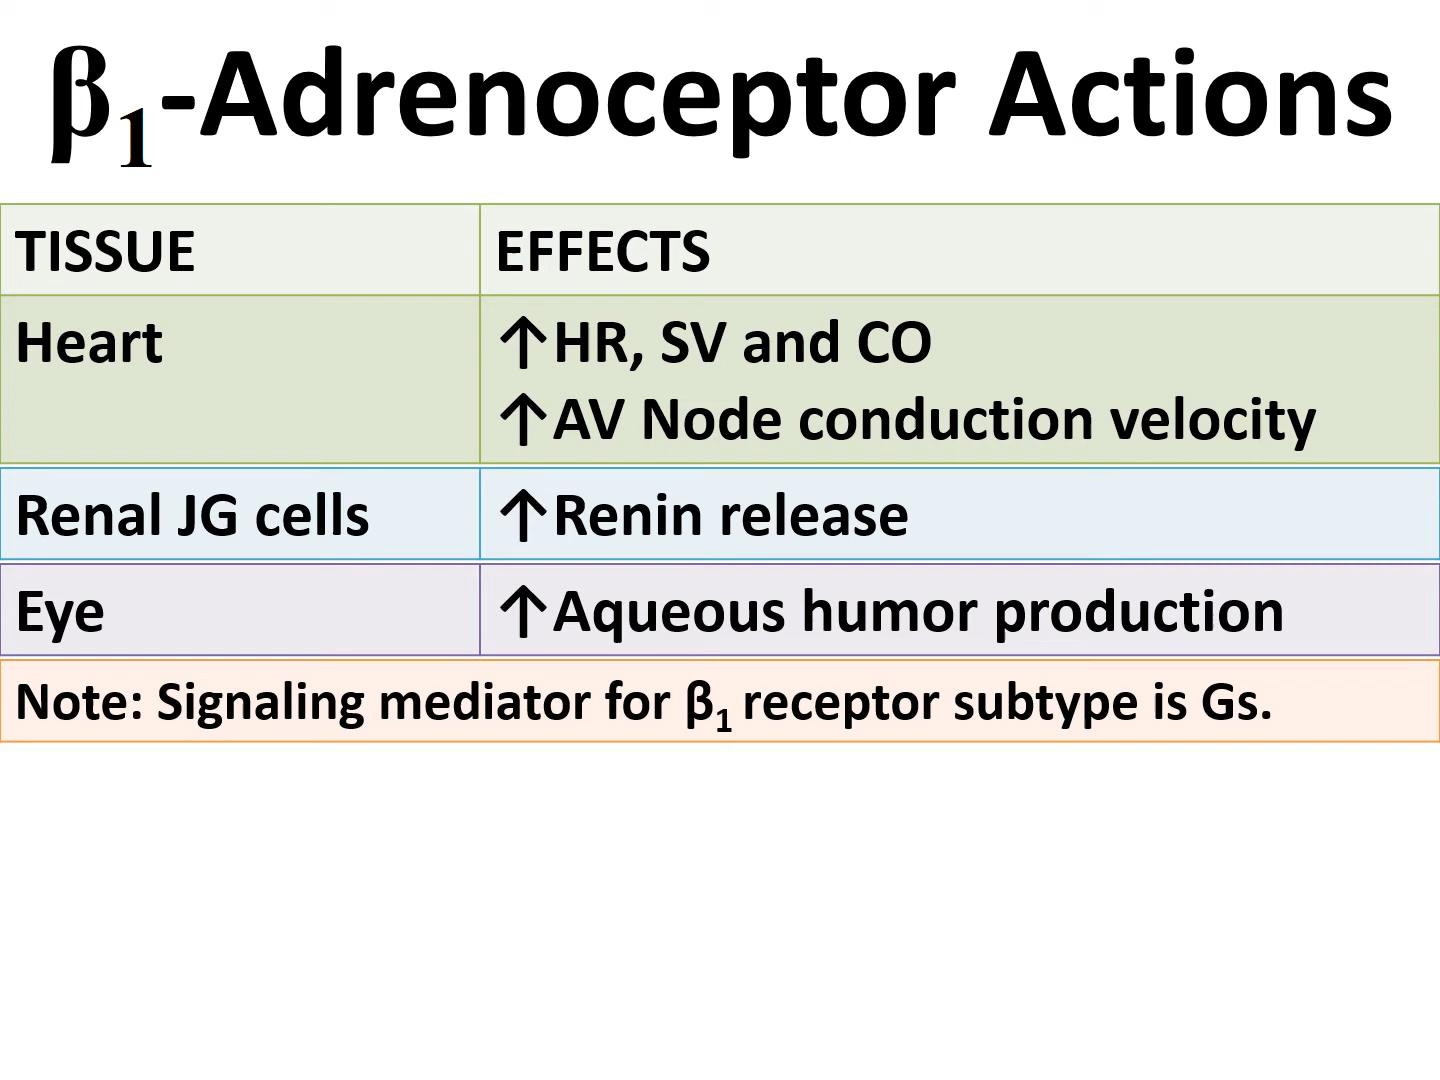 β₁-Adrenoceptor Actions
TISSUE EFFECTS
Heart ↑HR, SV and CO
↑AV Node conduction velocity
Renal JG cells ↑Renin release
Eye ↑Aqueous humor production
Note: Signaling mediator for β₁ receptor subtype is Gs.